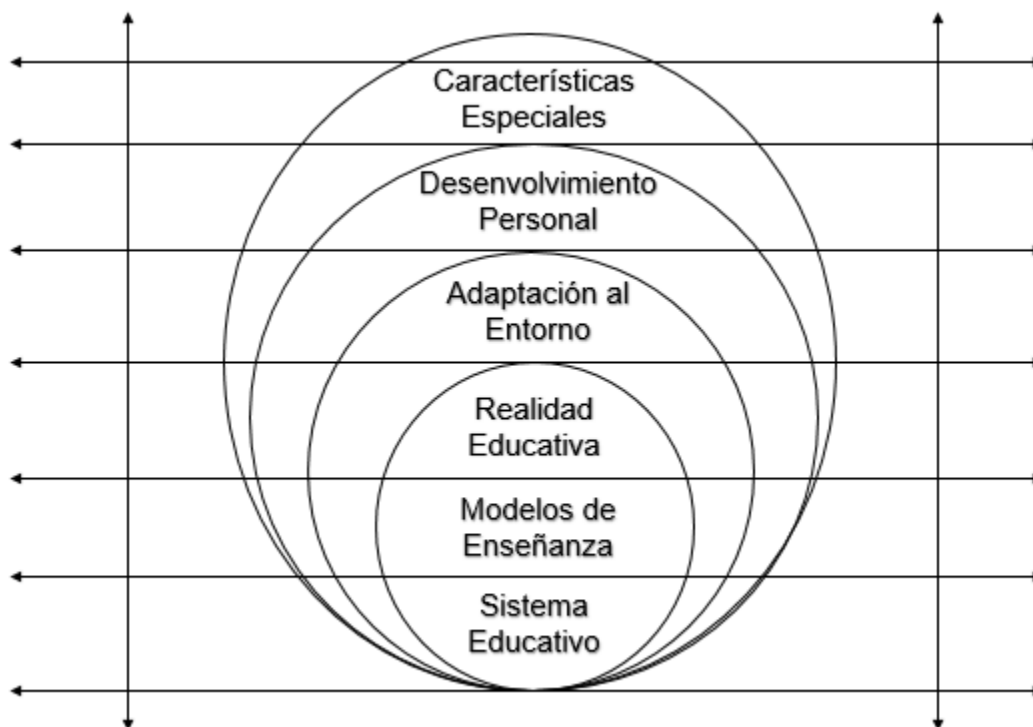 Características
Especiales
Desenvolvimiento
Personal
Adaptación al
Entorno
Realidad
Educativa
Modelos de
Enseñanza
Sistema
Educativo